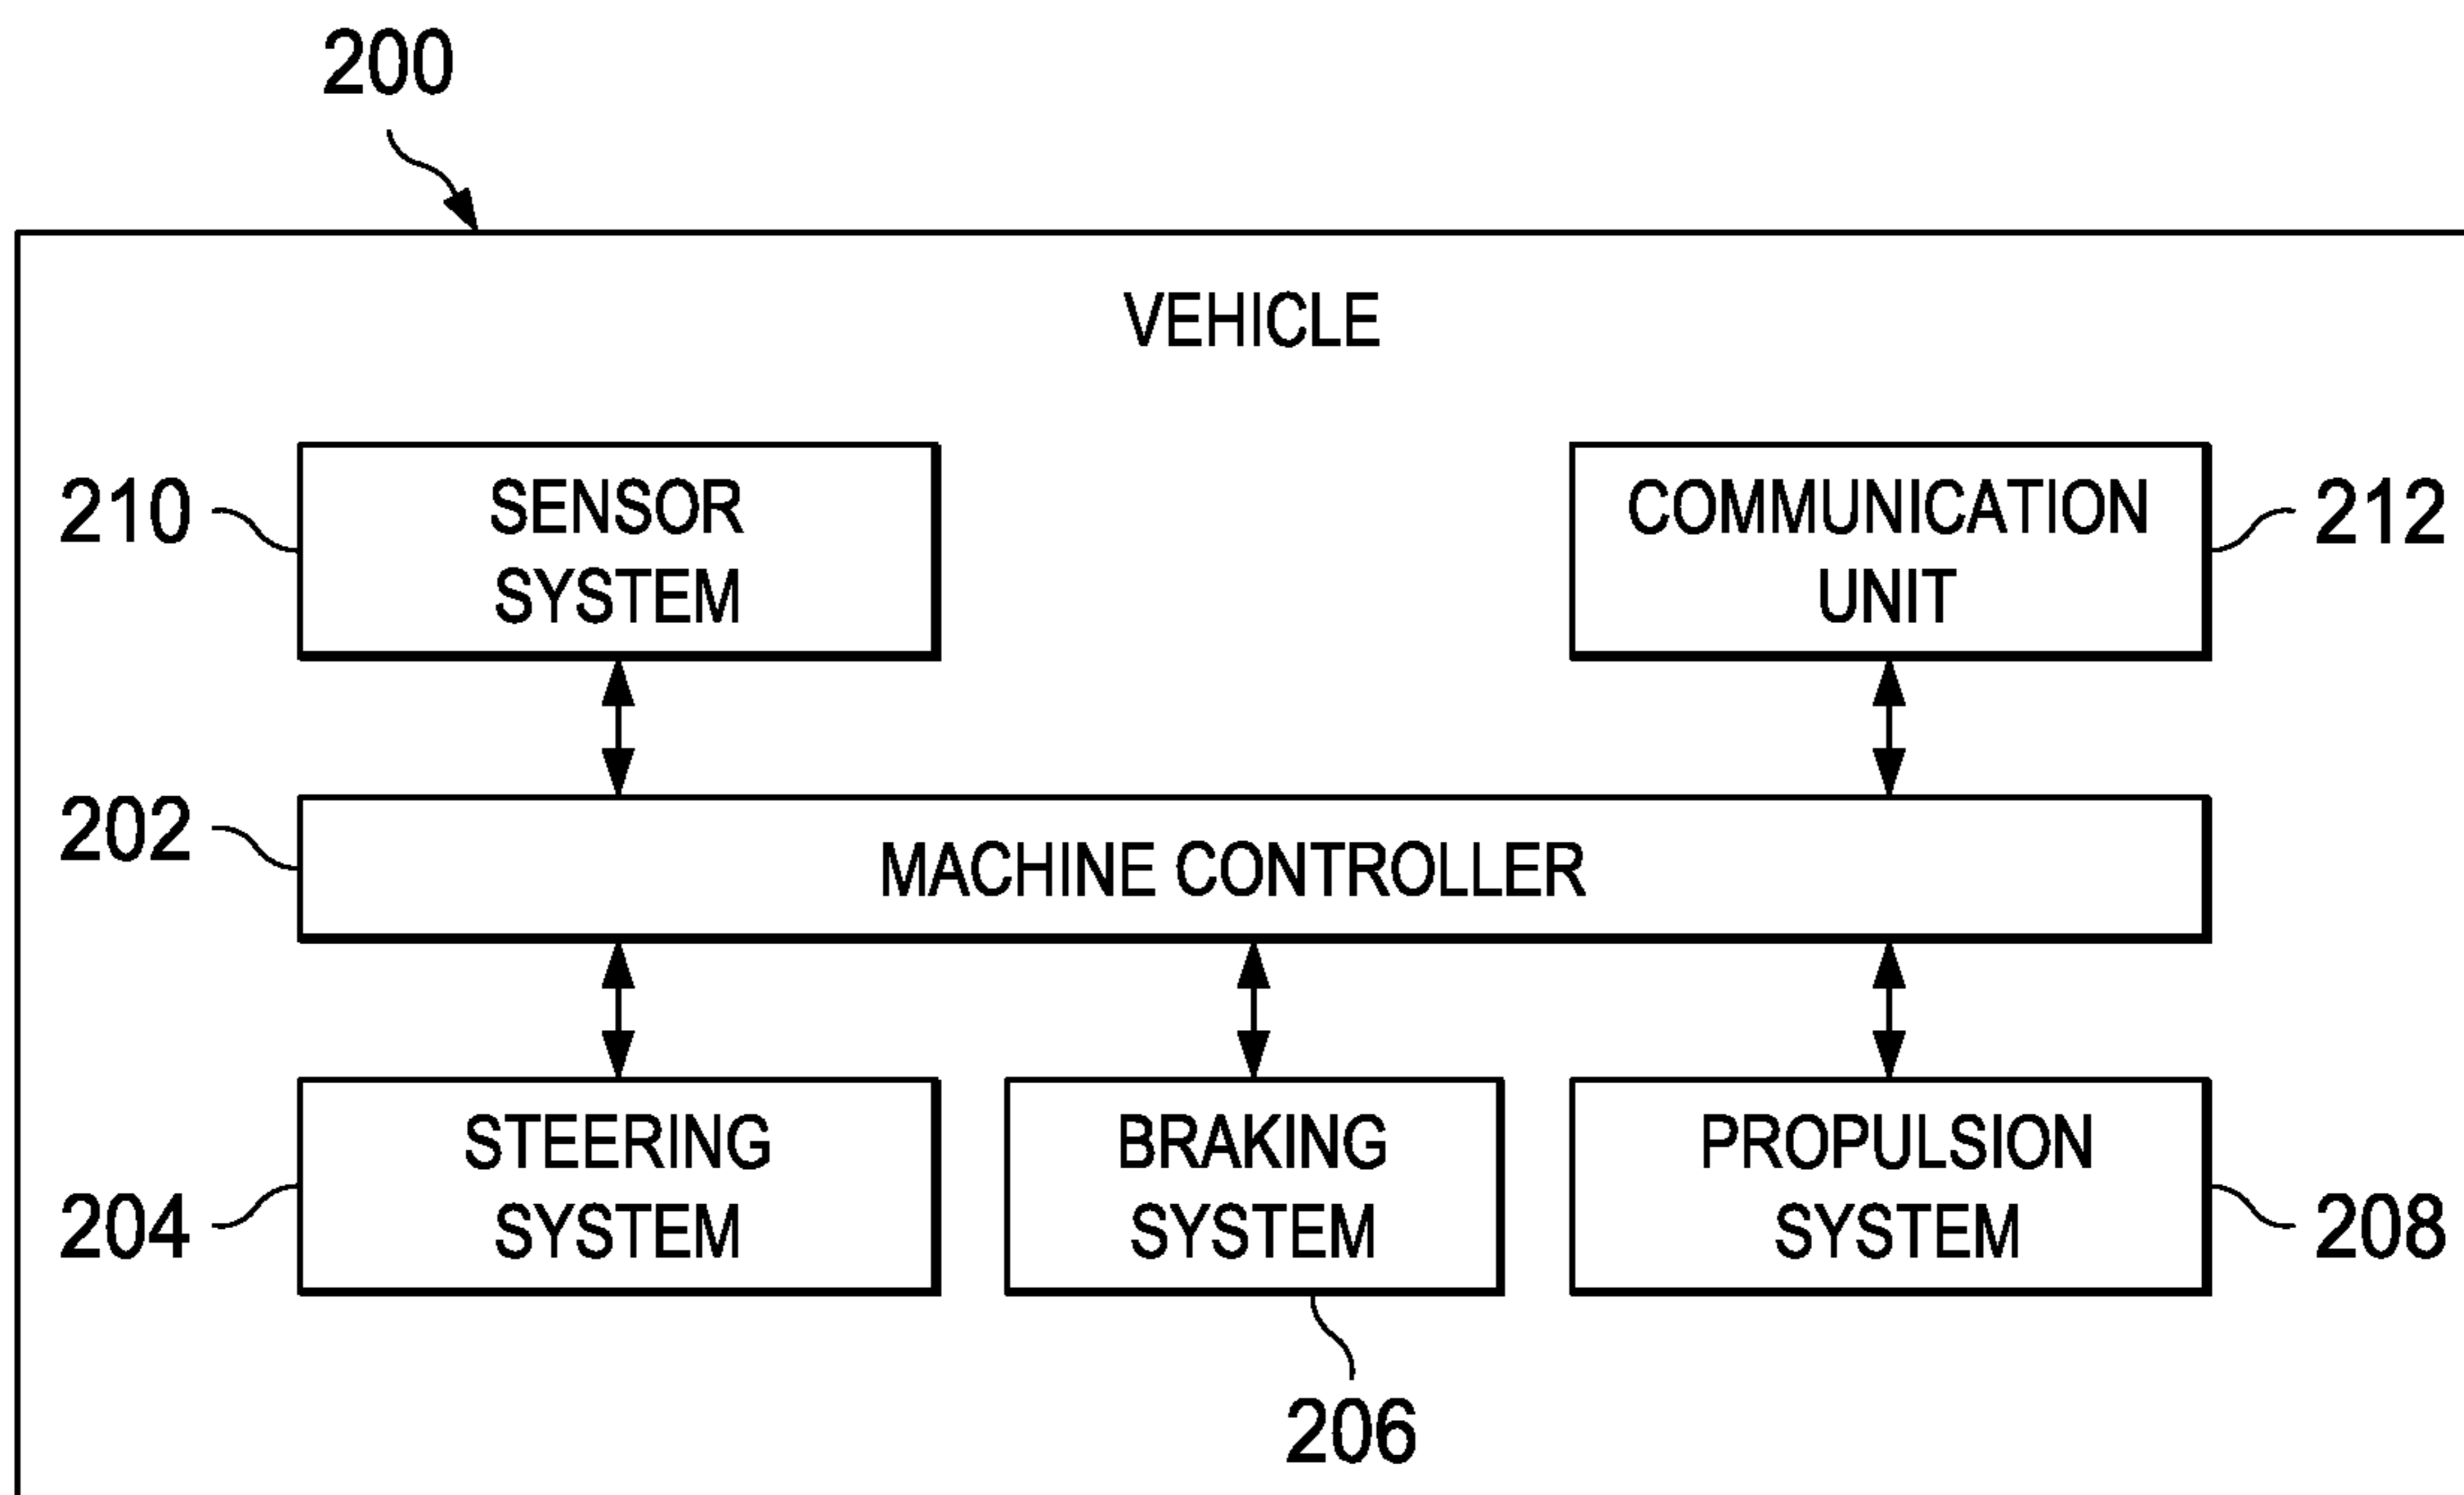 200
VEHICLE
210
SENSOR
SYSTEM
COMMUNICATION
UNIT
212
202
MACHINE CONTROLLER
204
STEERING
SYSTEM
BRAKING
SYSTEM
PROPULSION
SYSTEM
208
206